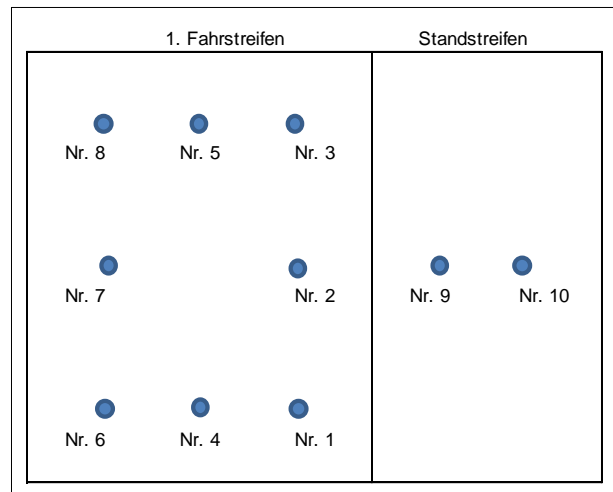 1. Fahrstreifen Standstreifen
Nr. 8 Nr. 5 Nr. 3
Nr. 7 Nr. 2 Nr. 9 Nr. 10
Nr. 6 Nr. 4 Nr. 1